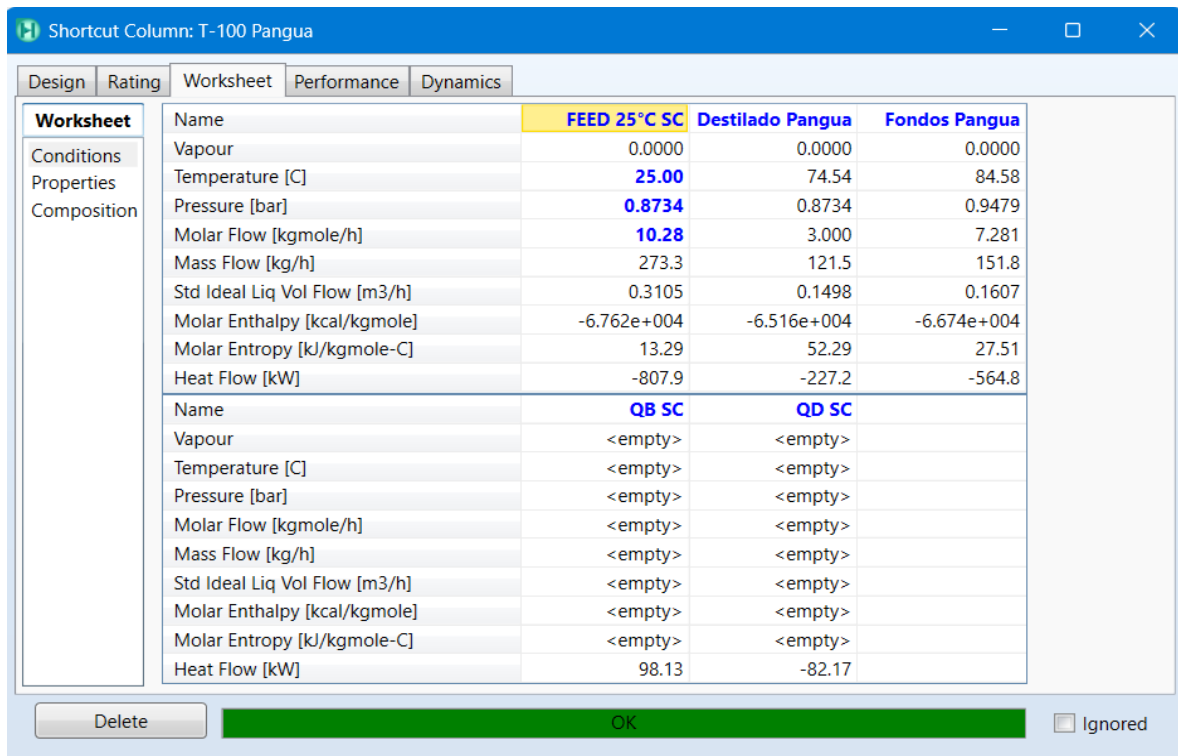 Shortcut Column: T-100 Pangua
Design Rating Worksheet Performance Dynamics
Worksheet
Conditions
Properties
Composition
Name FEED 25°C SC Destilado Pangua Fondos Pangua
Vapour 0.0000 0.0000 0.0000
Temperature [C] 25.00 74.54 84.58
Pressure [bar] 0.8734 0.8734 0.9479
Molar Flow [kgmole/h] 10.28 3.000 7.281
Mass Flow [kg/h] 273.3 121.5 151.8
Std Ideal Liq Vol Flow [m3/h] 0.3105 0.1498 0.1607
Molar Enthalpy [kcal/kgmole] -6.762e+004 -6.516e+004 -6.674e+004
Molar Entropy [kJ/kgmole-C] 13.29 52.29 27.51
Heat Flow [kW] -807.9 -227.2 -564.8
Name QB SC QD SC
Vapour <empty> <empty>
Temperature [C] <empty> <empty>
Pressure [bar] <empty> <empty>
Molar Flow [kgmole/h] <empty> <empty>
Mass Flow [kg/h] <empty> <empty>
Std Ideal Liq Vol Flow [m3/h] <empty> <empty>
Molar Enthalpy [kcal/kgmole] <empty> <empty>
Molar Entropy [kJ/kgmole-C] <empty> <empty>
Heat Flow [kW] 98.13 -82.17
Delete OK Ignored